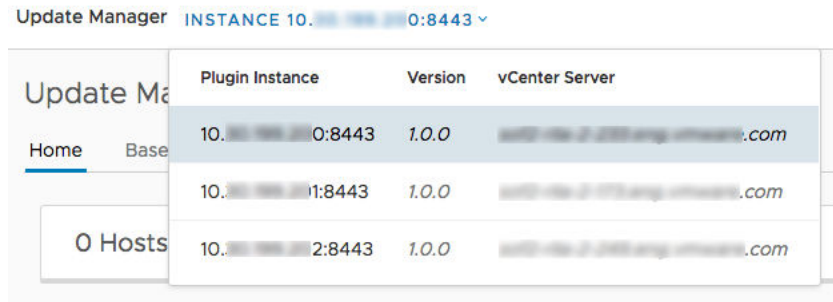 Update Manager INSTANCE 10. 0:8443
Plugin Instance Version vCenter Server
Update Ma
10. 0:8443 1.0.0 .com
Home Base
10. 1:8443 1.0.0 .com
0 Hosts
10. 2:8443 1.0.0 .com